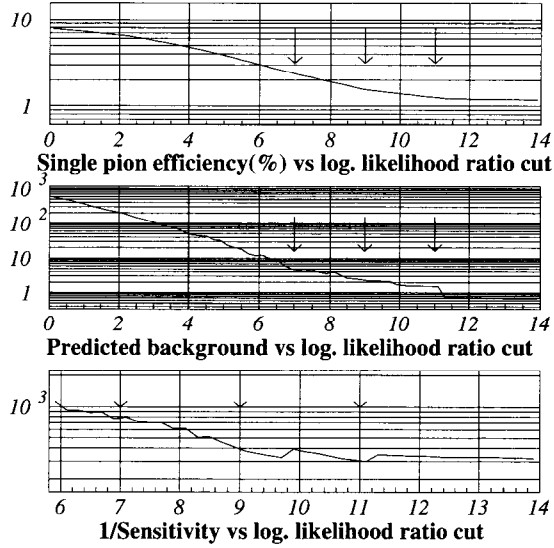 10
1
0 2 4 6 8 10 12 14
Single pion efficiency(%) vs log. likelihood ratio cut
10 3
10 2
10
1
0 2 4 6 8 10 12 14
Predicted background vs log. likelihood ratio cut
10 3
6 7 8 9 10 11 12 13 14
1/Sensitivity vs log. likelihood ratio cut